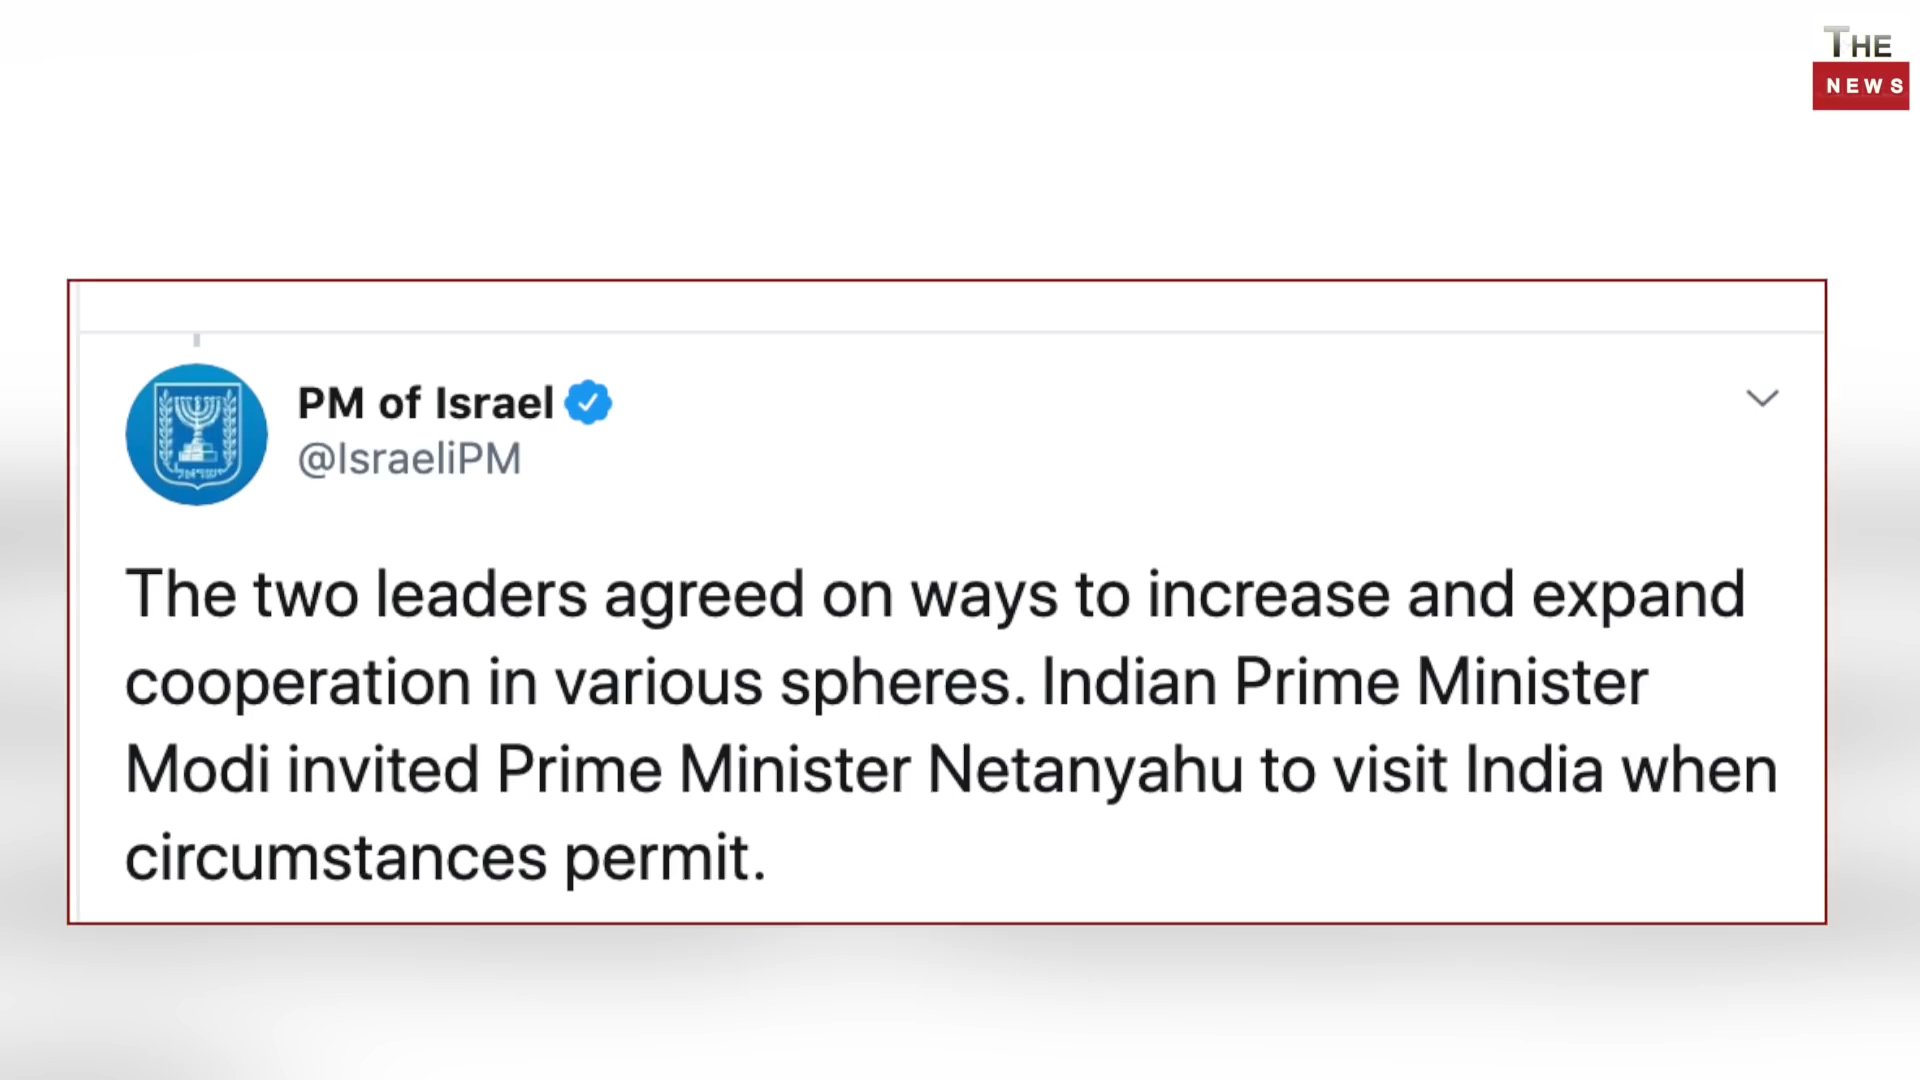 THE
NEWS
PM of Israel
@IsraeliPM
The two leaders agreed on ways to increase and expand
cooperation in various spheres. Indian Prime Minister
Modi invited Prime Minister Netanyahu to visit India when
circumstances permit.